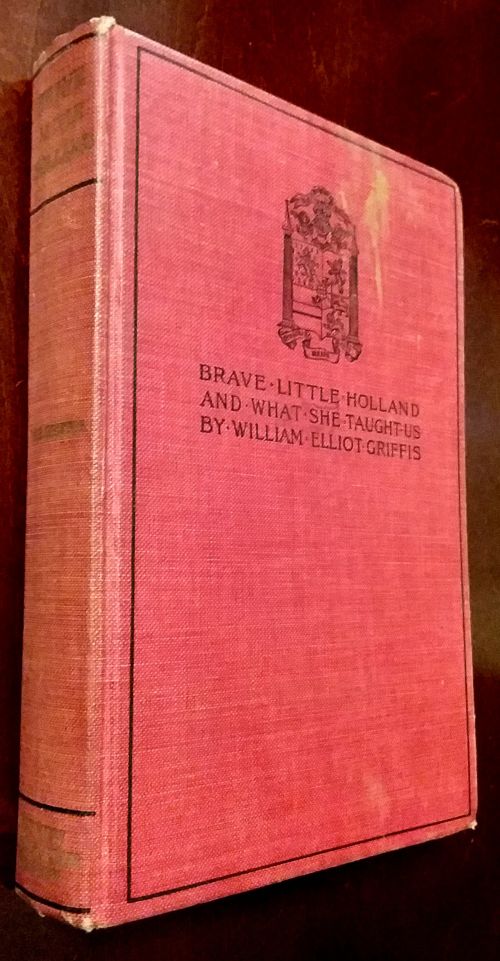 BRAVE·LITTLE·HOLLAND
AND·WHAT·SHE·TAUGHT·US
BY·WILLIAM·ELLIOT·GRIFFIS